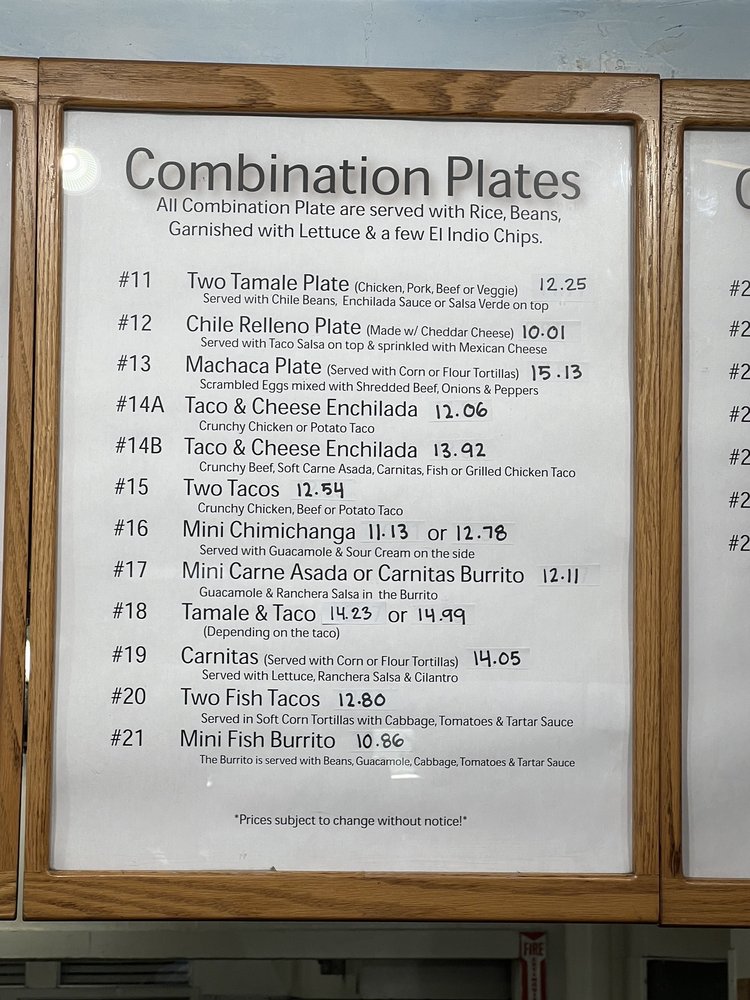 Combination Plates
All Combination Plate are served with Rice, Beans,
Garnished with Lettuce & a few El Indio Chips.
#11 Two Tamale Plate (Chicken, Pork, Beef or Veggie) 12.25
Served with Chile Beans, Enchilada Sauce or Salsa Verde on top
#12 Chile Relleno Plate (Made w/ Cheddar Cheese) 10.01
Served with Taco Salsa on top & sprinkled with Mexican Cheese
#13 Machaca Plate (Served with Corn or Flour Tortillas) 15.13
Scrambled Eggs mixed with Shredded Beef, Onions & Peppers
#14A Taco & Cheese Enchilada 12.06
Crunchy Chicken or Potato Taco
#14B Taco & Cheese Enchilada 13.92
Crunchy Beef, Soft Carne Asada, Carnitas, Fish or Grilled Chicken Taco
#15 Two Tacos 12.54
Crunchy Chicken, Beef or Potato Taco
#16 Mini Chimichanga 11.13 or 12.78
Served with Guacamole & Sour Cream on the side
#17 Mini Carne Asada or Carnitas Burrito 12.11
Guacamole & Ranchera Salsa in the Burrito
#18 Tamale & Taco 14.23 or 14.99
(Depending on the taco)
#19 Carnitas (Served with Corn or Flour Tortillas) 14.05
Served with Lettuce, Ranchera Salsa & Cilantro
#20 Two Fish Tacos 12.80
Served in Soft Corn Tortillas with Cabbage, Tomatoes & Tartar Sauce
#21 Mini Fish Burrito 10.86
The Burrito is served with Beans, Guacamole, Cabbage, Tomatoes & Tartar Sauce
*Prices subject to change without notice!*
FIRE